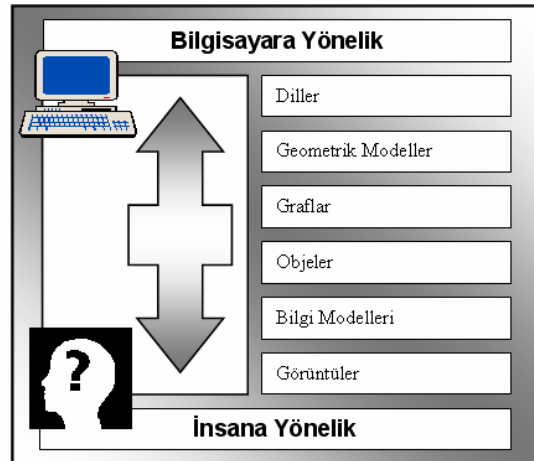 Bilgisayara Yönelik
Diller
Geometrik Modeller
Graflar
Objeler
Bilgi Modelleri
Görüntüler
?
İnsana Yönelik